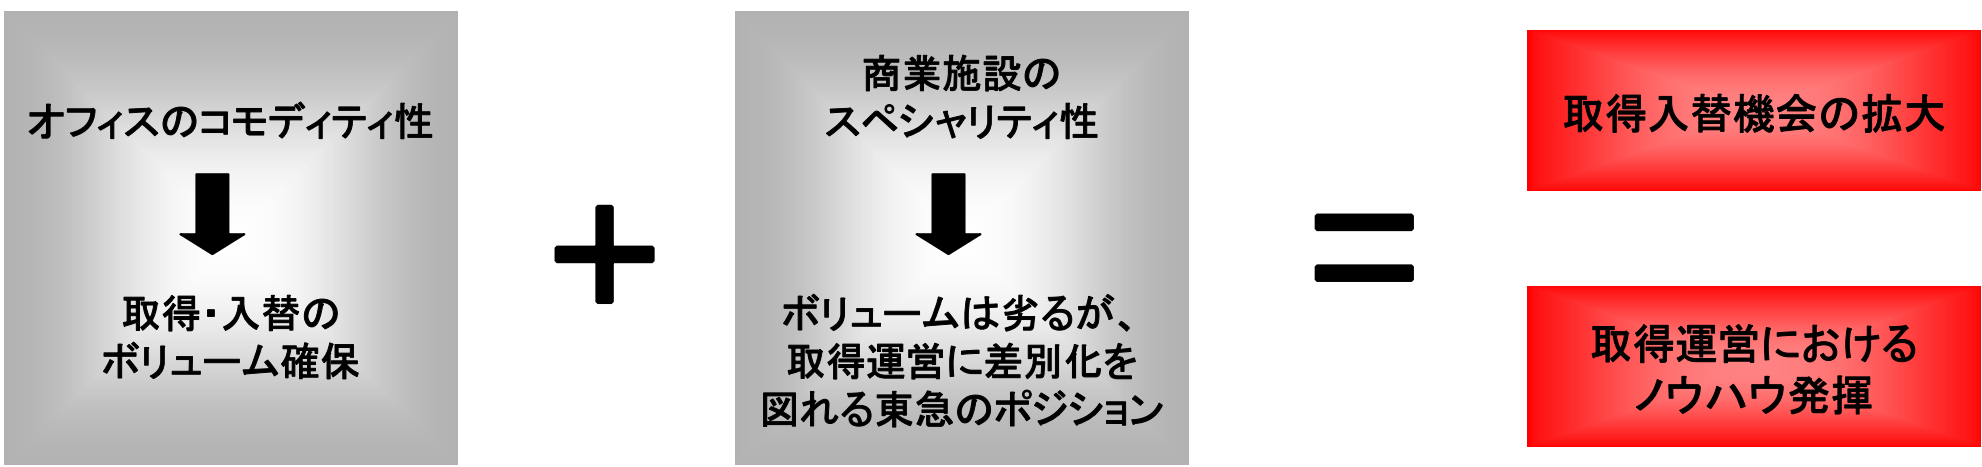 オフィスのコモディティ性
取得・入替の
ボリューム確保
+
商業施設の
スペシャリティ性
ボリュームは劣るが、
取得運営に差別化を
図れる東急のポジション
=
取得入替機会の拡大
取得運営における
ノウハウ発揮